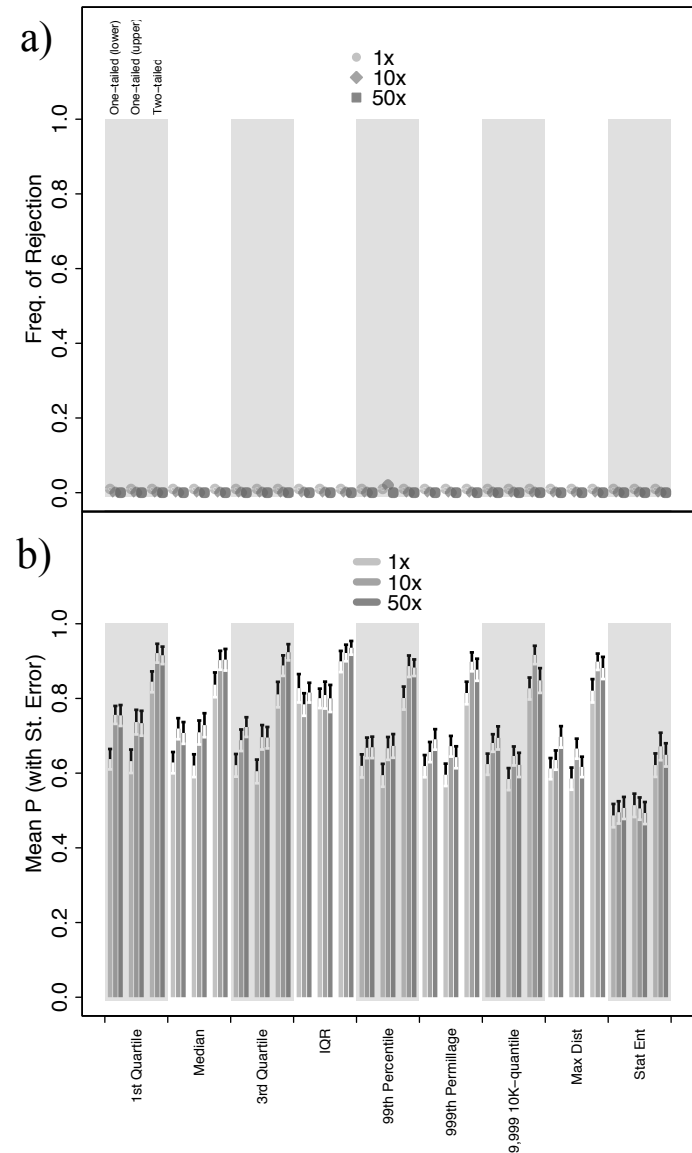 a)
One−tailed (lower)
One−tailed (upper)
Two−tailed
1x
10x
50x
Freq. of Rejection
1.0
0.8
0.6
0.4
0.2
0.0
b)
1x
10x
50x
Mean P (with St. Error)
1.0
0.8
0.6
0.4
0.2
0.0
1st Quartile
Median
3rd Quartile
IQR
99th Percentile
999th Permillage
9,999 10K−quantile
Max Dist
Stat Ent